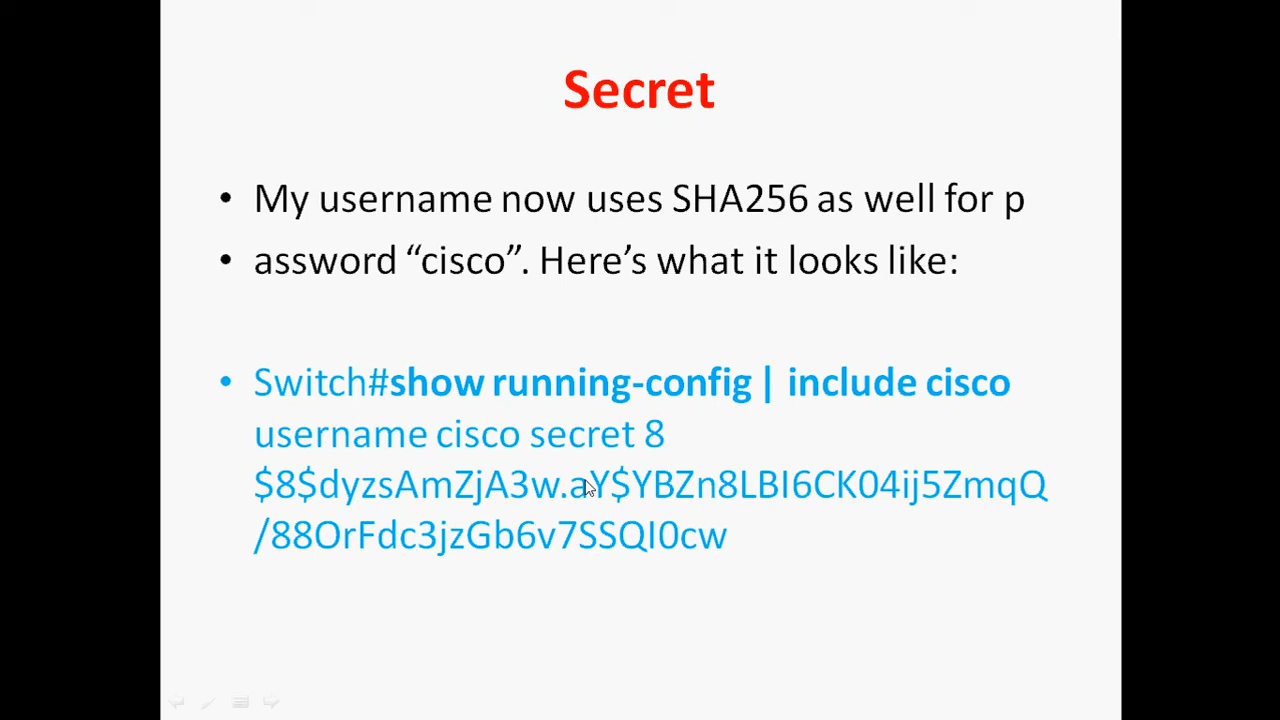 Secret
• My username now uses SHA256 as well for p
• assword “cisco”. Here’s what it looks like:
• Switch#show running-config | include cisco
username cisco secret 8
$8$dyzsAmZjA3w.aY$YBZn8LBI6CK04ij5ZmqQ
/88OrFdc3jzGb6v7SSQI0cw